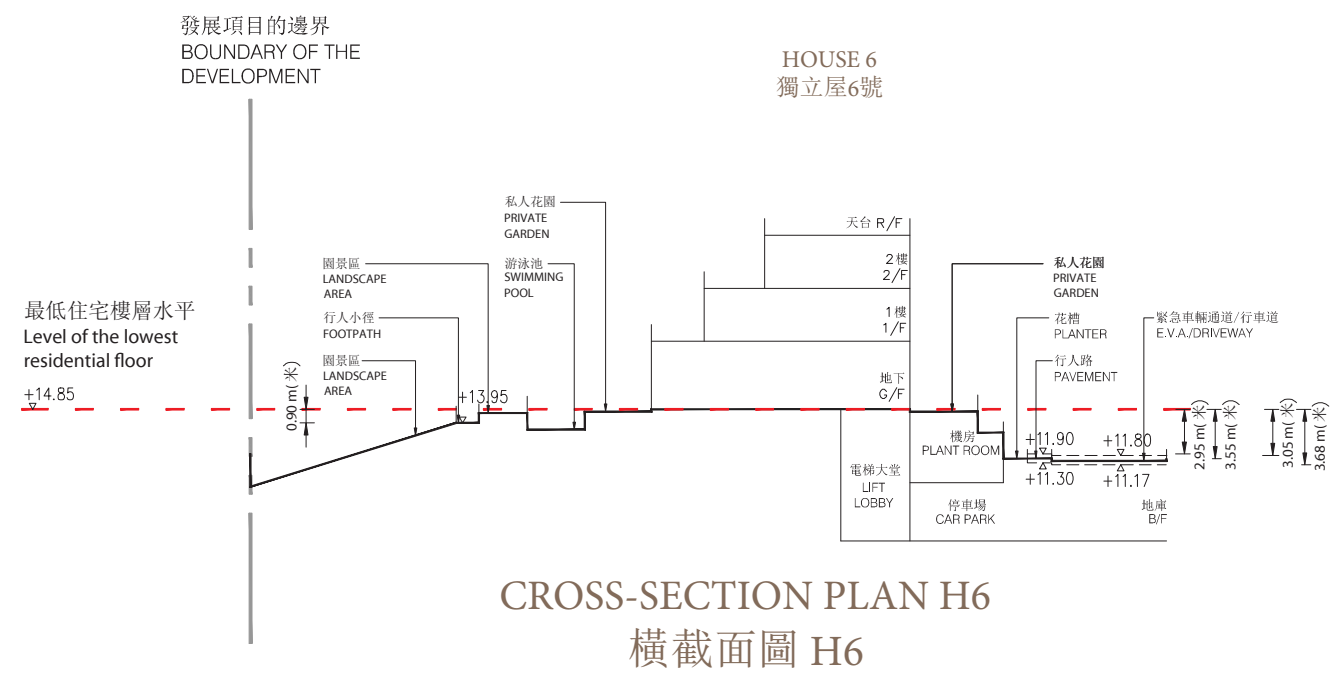 發展項目的邊界
BOUNDARY OF THE
DEVELOPMENT
HOUSE 6
獨立屋6號
私人花園
PRIVATE
GARDEN
天台 R/F
園景區
LANDSCAPE
AREA
游泳池
SWIMMING
POOL
2樓
2/F
私人花園
PRIVATE
GARDEN
最低住宅樓層水平
Level of the lowest
residential floor
行人小徑
FOOTPATH
1樓
1/F
花槽
PLANTER
緊急車輛通道/行車道
E.V.A./DRIVEWAY
園景區
LANDSCAPE
AREA
行人路
PAVEMENT
地下
G/F
+14.85
+13.95
0.90 m(米)
機房
PLANT ROOM
+11.90
+11.80
+11.30
+11.17
2.95 m(米)
3.55 m(米)
3.05 m(米)
3.68 m(米)
電梯大堂
LIFT
LOBBY
停車場
CAR PARK
地庫
B/F
CROSS-SECTION PLAN H6
橫截面圖 H6